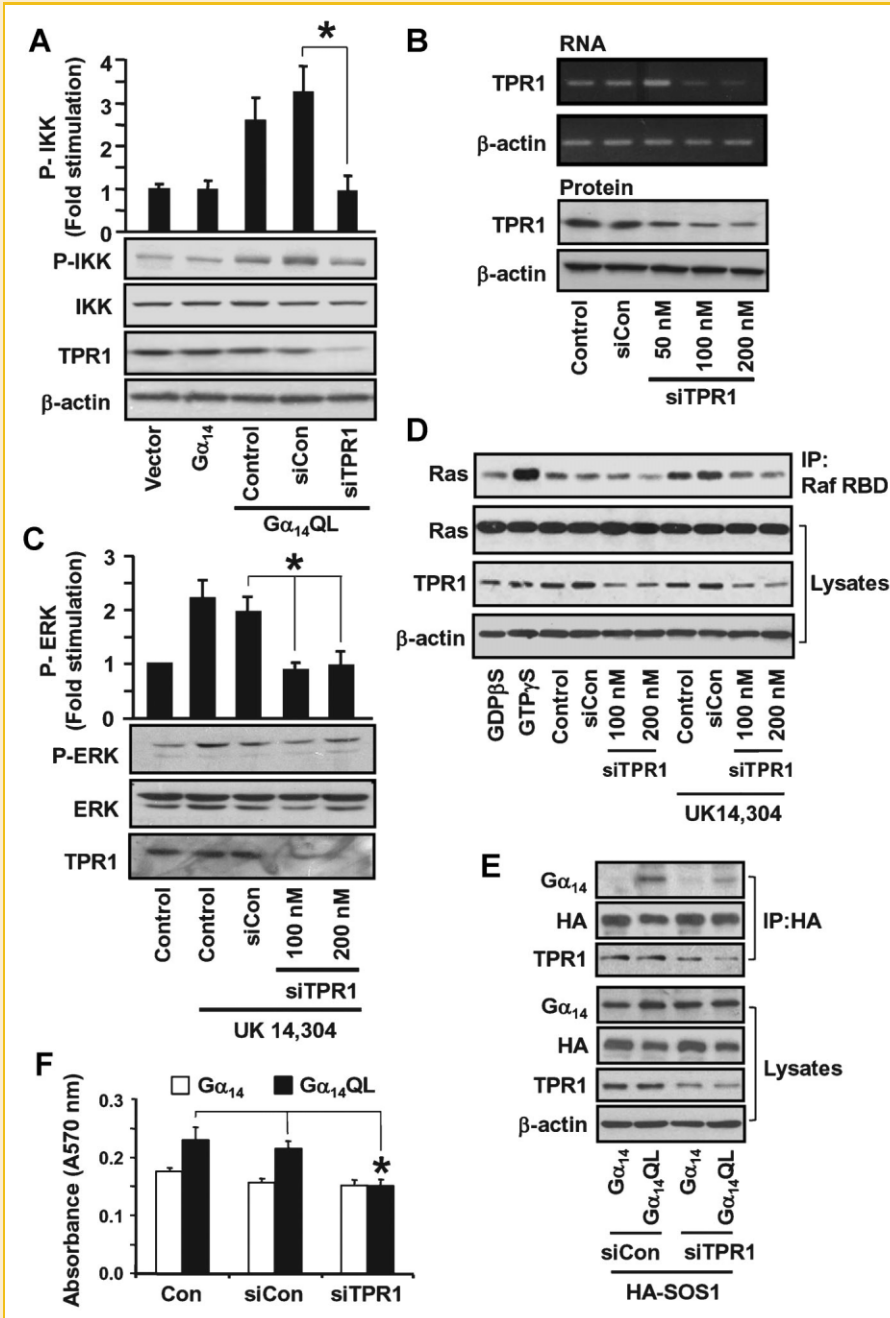 A
*
P- IKK
(Fold stimulation)
4
3
2
1
0
P-IKK
IKK
TPR1
β-actin
Vector
Gα14
Control
siCon
siTPR1
Gα14QL
B
RNA
TPR1
β-actin
Protein
TPR1
β-actin
Control
siCon
50 nM
100 nM
200 nM
siTPR1
C
*
P- ERK
(Fold stimulation)
3
2
1
0
P-ERK
ERK
TPR1
Control
Control
siCon
100 nM
200 nM
siTPR1
UK 14,304
D
Ras
IP:
Raf RBD
Ras
TPR1
β-actin
Lysates
GDPβS
GTPγS
Control
siCon
100 nM
200 nM
Control
siCon
100 nM
200 nM
siTPR1
siTPR1
UK14,304
E
Gα14
HA
TPR1
IP:HA
Gα14
HA
TPR1
β-actin
Lysates
Gα14
Gα14QL
Gα14
Gα14QL
siCon
siTPR1
HA-SOS1
F
Gα14
Gα14QL
*
Absorbance (A570 nm)
0.3
0.2
0.1
0.0
Con
siCon
siTPR1